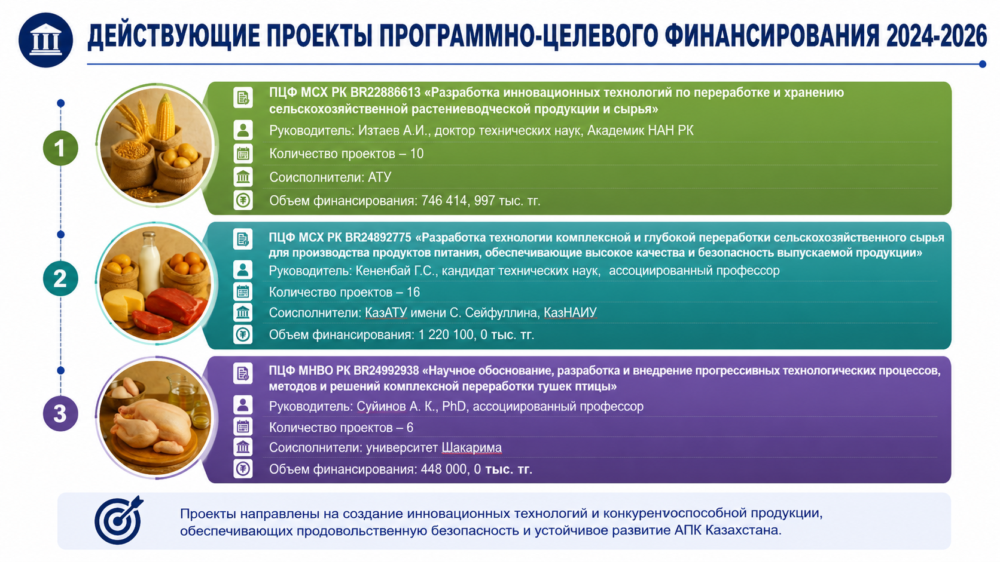 ДЕЙСТВУЮЩИЕ ПРОЕКТЫ ПРОГРАММНО-ЦЕЛЕВОГО ФИНАНСИРОВАНИЯ 2024-2026
1
ПЦФ МСХ РК BR22886613 «Разработка инновационных технологий по переработке и хранению
сельскохозяйственной растениеводческой продукции и сырья»
Руководитель: Изтаев А.И., доктор технических наук, Академик НАН РК
Количество проектов – 10
Соисполнители: АТУ
Объем финансирования: 746 414, 997 тыс. тг.
2
ПЦФ МСХ РК BR24892775 «Разработка технологии комплексной и глубокой переработки сельскохозяйственного сырья
для производства продуктов питания, обеспечивающие высокое качества и безопасность выпускаемой продукции»
Руководитель: Кененбай Г.С., кандидат технических наук, ассоциированный профессор
Количество проектов – 16
Соисполнители: КазАТУ имени С. Сейфуллина, КазНАИУ
Объем финансирования: 1 220 100, 0 тыс. тг.
3
ПЦФ МНВО РК BR24992938 «Научное обоснование, разработка и внедрение прогрессивных технологических процессов,
методов и решений комплексной переработки тушек птицы»
Руководитель: Суйинов А. К., PhD, ассоциированный профессор
Количество проектов – 6
Соисполнители: университет Шакарима
Объем финансирования: 448 000, 0 тыс. тг.
Проекты направлены на создание инновационных технологий и конкуренvоспособной продукции,
обеспечивающих продовольственную безопасность и устойчивое развитие АПК Казахстана.